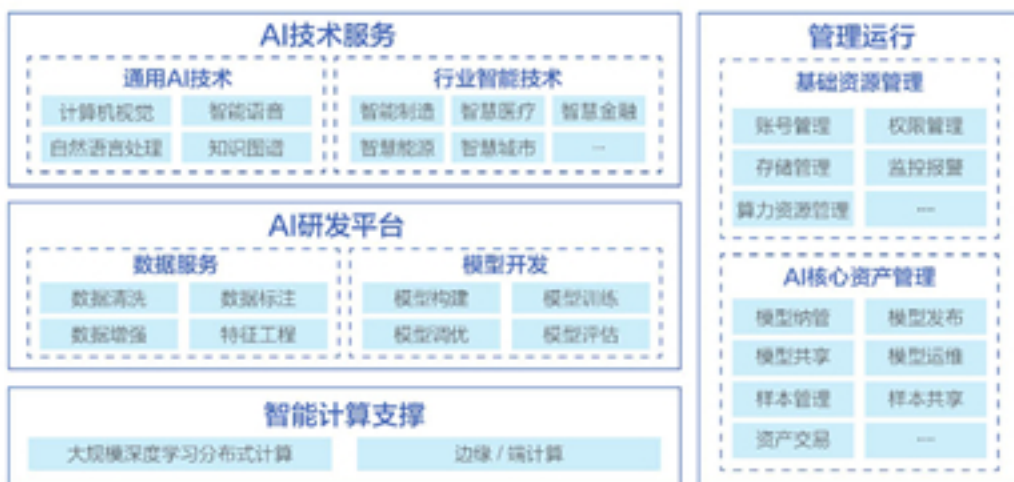 AI技术服务
通用AI技术
计算机视觉 智能语音
自然语言处理 知识图谱
行业智能技术
智能制造 智慧医疗 智慧金融
智慧能源 智慧城市 ...
AI研发平台
数据服务
数据清洗 数据标注
数据增强 特征工程
模型开发
模型构建 模型训练
模型调优 模型评估
智能计算支撑
大规模深度学习分布式计算 边缘 / 端计算
管理运行
基础资源管理
账号管理 权限管理
存储管理 监控报警
算力资源管理 ....
AI核心资产管理
模型纳管 模型发布
模型共享 模型运维
样本管理 样本共享
资产交易 ....